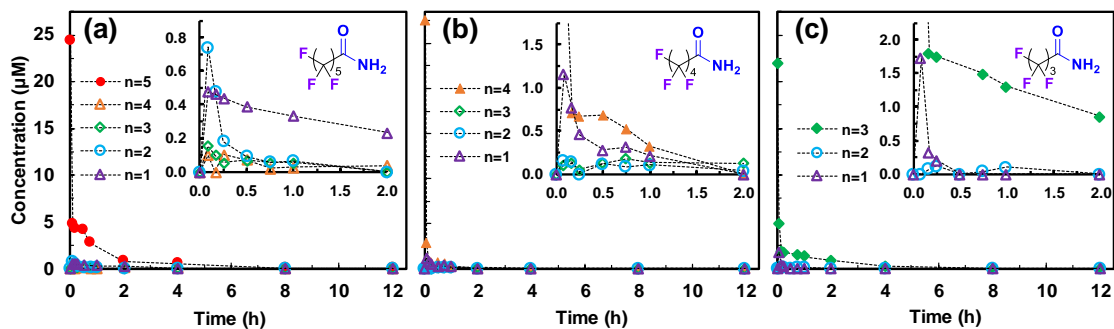 (a)
Concentration (µM)
25
20
15
10
5
0
n=5
n=4
n=3
n=2
n=1
0.8
0.6
0.4
0.2
0.0
0.0 0.5 1.0 1.5 2.0
F
F F
5
O
NH₂
0 2 4 6 8 10 12
Time (h)
(b)
n=4
n=3
n=2
n=1
1.5
1.0
0.5
0.0
0.0 0.5 1.0 1.5 2.0
F
F F
4
O
NH₂
0 2 4 6 8 10 12
Time (h)
(c)
n=3
n=2
n=1
2.0
1.5
1.0
0.5
0.0
0.0 0.5 1.0 1.5 2.0
F
F F
3
O
NH₂
0 2 4 6 8 10 12
Time (h)